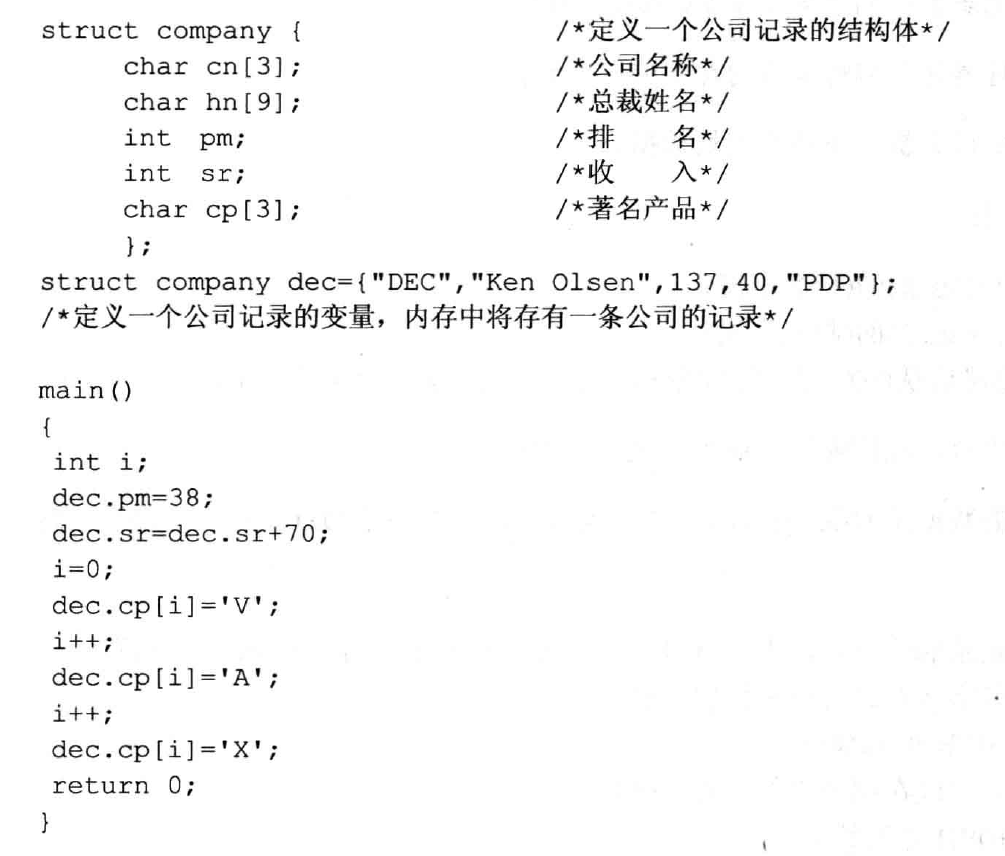 struct company { /*定义一个公司记录的结构体*/
char cn[3]; /*公司名称*/
char hn[9]; /*总裁姓名*/
int pm; /*排 名*/
int sr; /*收 入*/
char cp[3]; /*著名产品*/
};
struct company dec={"DEC","Ken Olsen",137,40,"PDP"};
/*定义一个公司记录的变量，内存中将存有一条公司的记录*/
main()
{
int i;
dec.pm=38;
dec.sr=dec.sr+70;
i=0;
dec.cp[i]='V';
i++;
dec.cp[i]='A';
i++;
dec.cp[i]='X';
return 0;
}